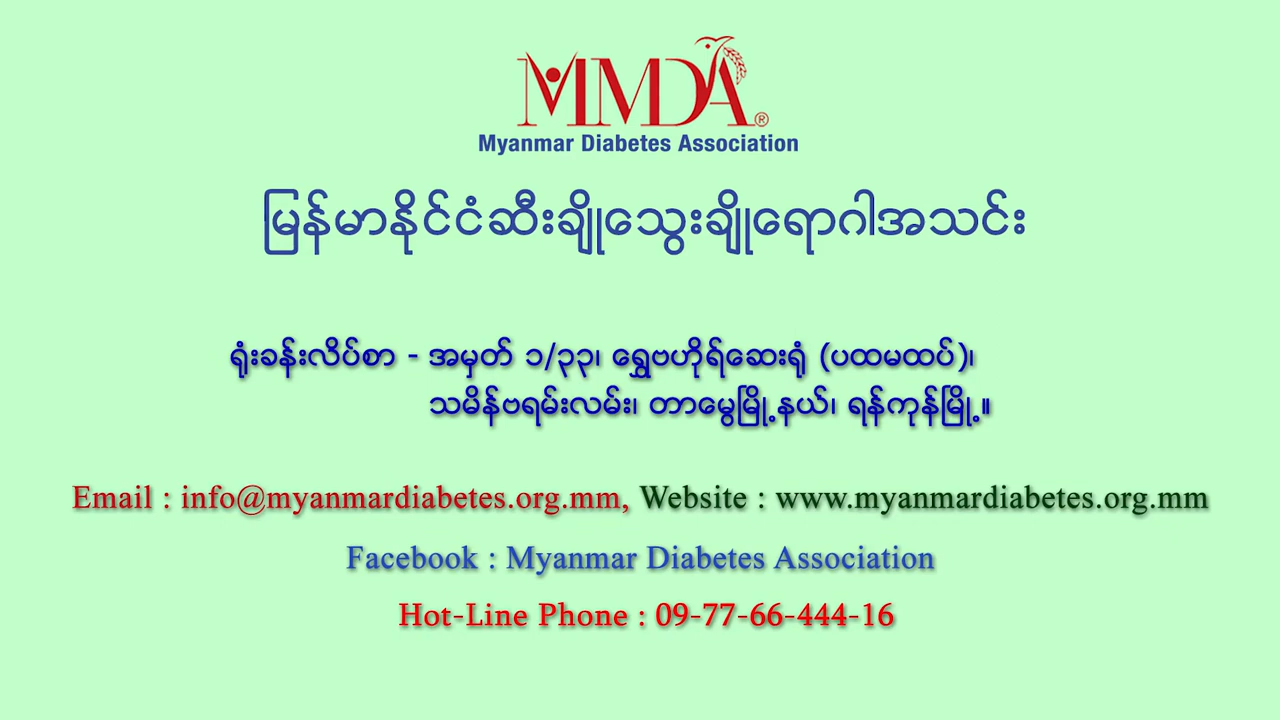 MMDA®
Myanmar Diabetes Association
မြန်မာနိုင်ငံဆီးချိုသွေးချိုရောဂါအသင်း
ရုံးခန်းလိပ်စာ - အမှတ် ၁/၃၃၊ ရွှေဗဟိုရ်ဆေးရုံ (ပထမထပ်)၊
သမိန်ဗရမ်းလမ်း၊ တာမွေမြို့နယ်၊ ရန်ကုန်မြို့။
Email : info@myanmardiabetes.org.mm, Website : www.myanmardiabetes.org.mm
Facebook : Myanmar Diabetes Association
Hot-Line Phone : 09-77-66-444-16